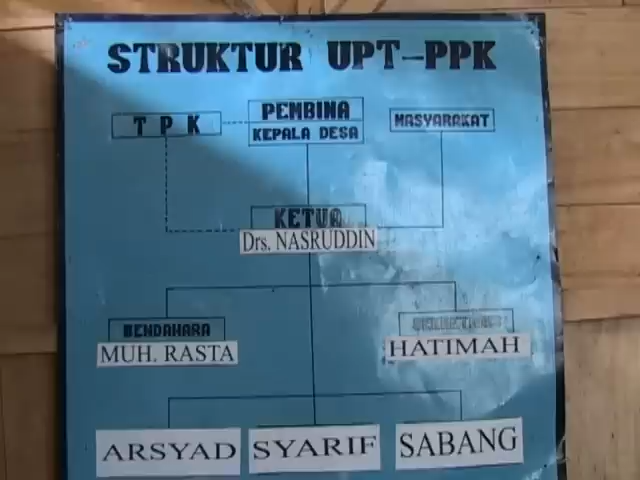 STRUKTUR UPT-PPK
T P K
PEMBINA
KEPALA DESA
MASYARAKAT
KETUA
Drs. NASRUDDIN
BENDAHARA
MUH. RASTA
HATIMAH
ARSYAD
SYARIF
SABANG